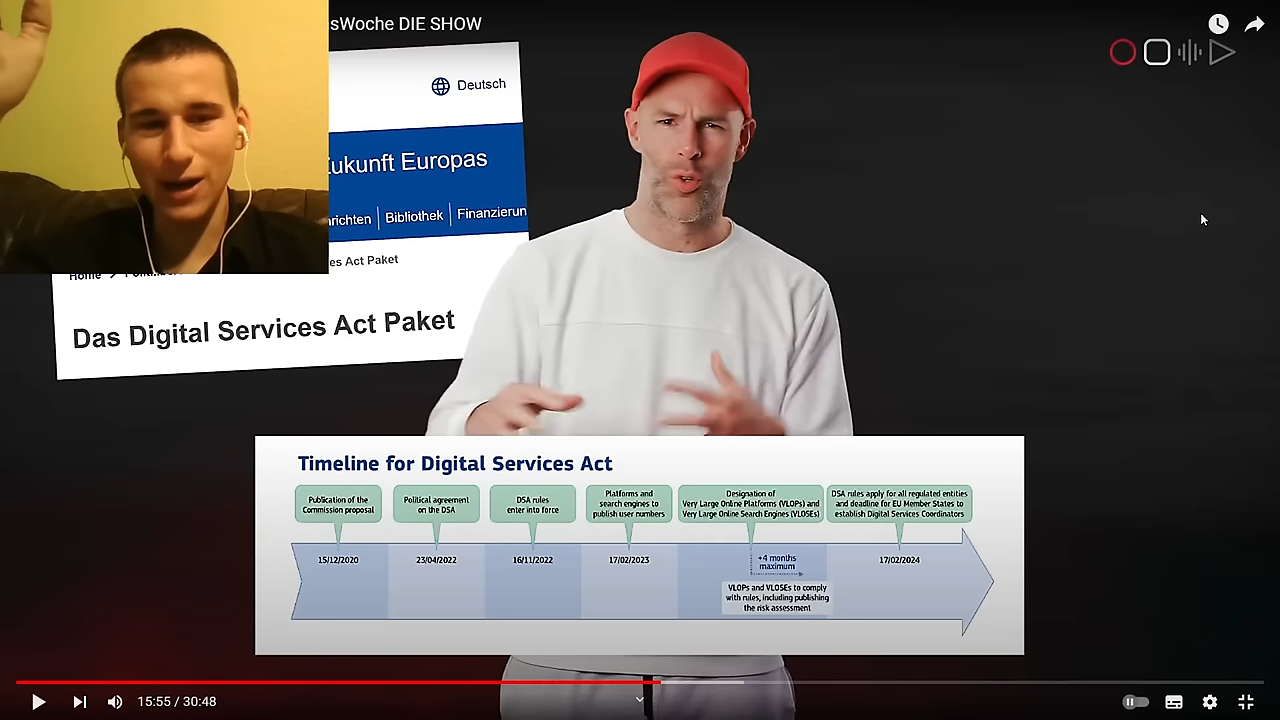 sWoche DIE SHOW
Deutsch
ukunft Europas
richten Bibliothek Finanzierun
Home
es Act Paket
Das Digital Services Act Paket
Timeline for Digital Services Act
Publication of the
Commission proposal
Political agreement
on the DSA
DSA rules
enter into force
Platforms and
search engines to
publish user numbers
Designation of
Very Large Online Platforms (VLOPs) and
Very Large Online Search Engines (VLOSEs)
DSA rules apply for all regulated entities
and deadline for EU Member States to
establish Digital Services Coordinators
15/12/2020
23/04/2022
16/11/2022
17/02/2023
+4 months
maximum
17/02/2024
VLOPs and VLOSEs to comply
with rules, including publishing
the risk assessment
15:55 / 30:48